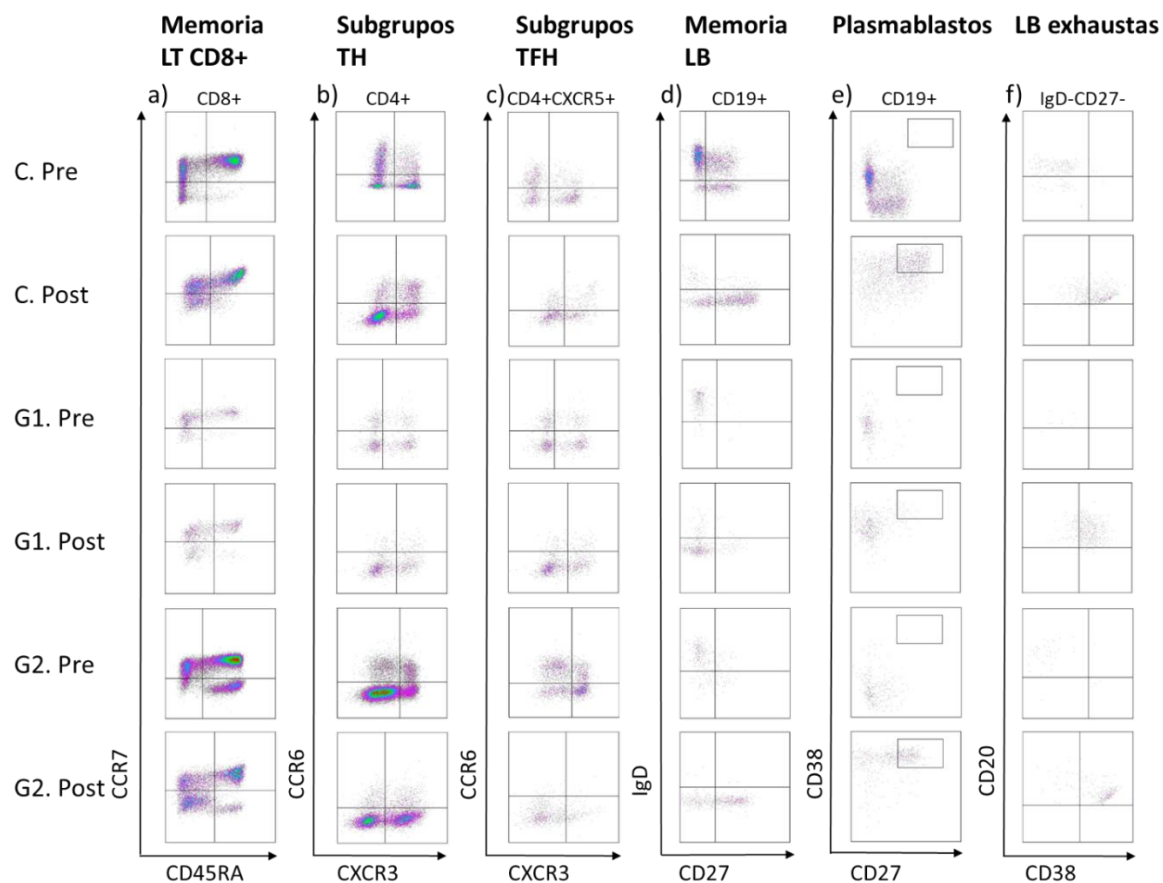 Memoria
LT CD8+
Subgrupos
TH
Subgrupos
TFH
Memoria
LB
Plasmablastos
LB exhaustas
a) CD8+
b) CD4+
c) CD4+CXCR5+
d) CD19+
e) CD19+
f) IgD-CD27-
C. Pre
C. Post
G1. Pre
G1. Post
G2. Pre
G2. Post
CCR7
CCR6
CCR6
IgD
CD38
CD20
CD45RA
CXCR3
CXCR3
CD27
CD27
CD38